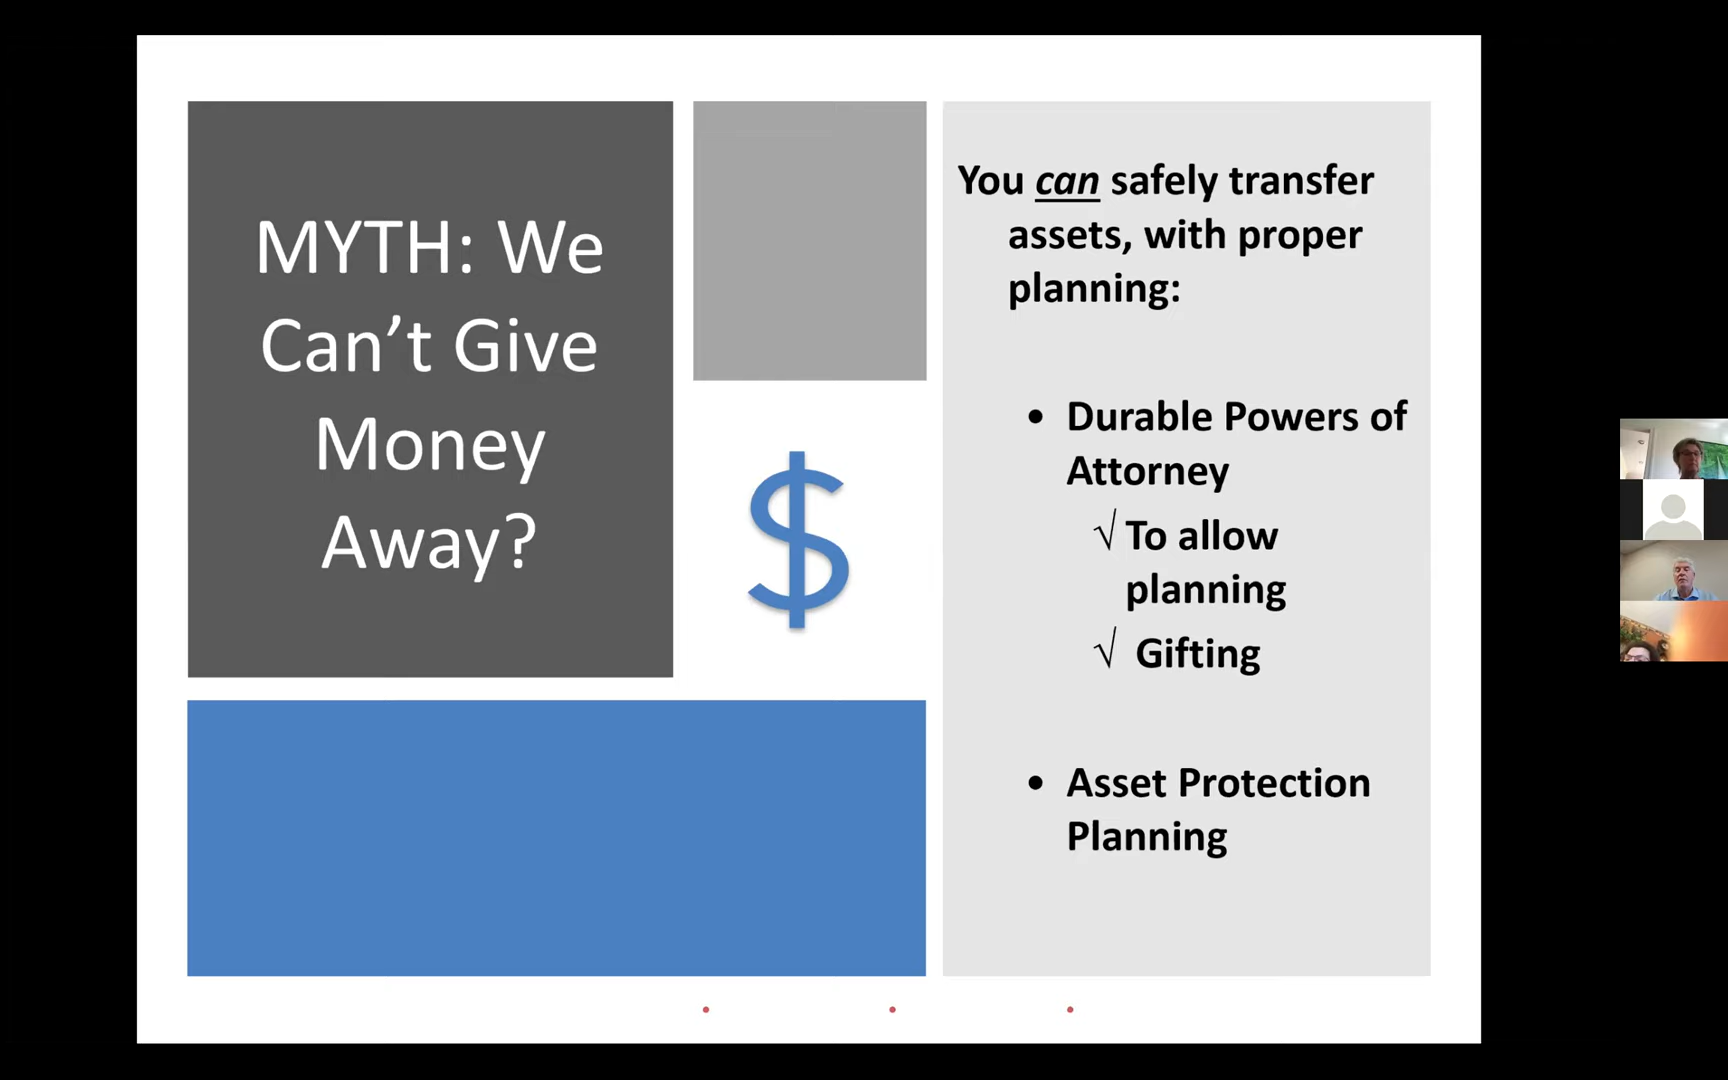 MYTH: We
Can’t Give
Money
Away?
$
You can safely transfer
assets, with proper
planning:
• Durable Powers of
Attorney
√ To allow
planning
√ Gifting
• Asset Protection
Planning